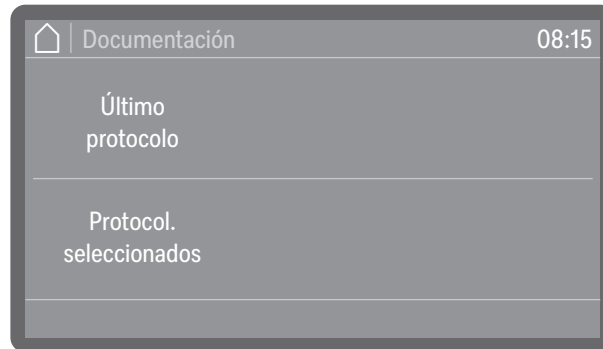 Documentación 08:15
Último
protocolo
Protocol.
seleccionados